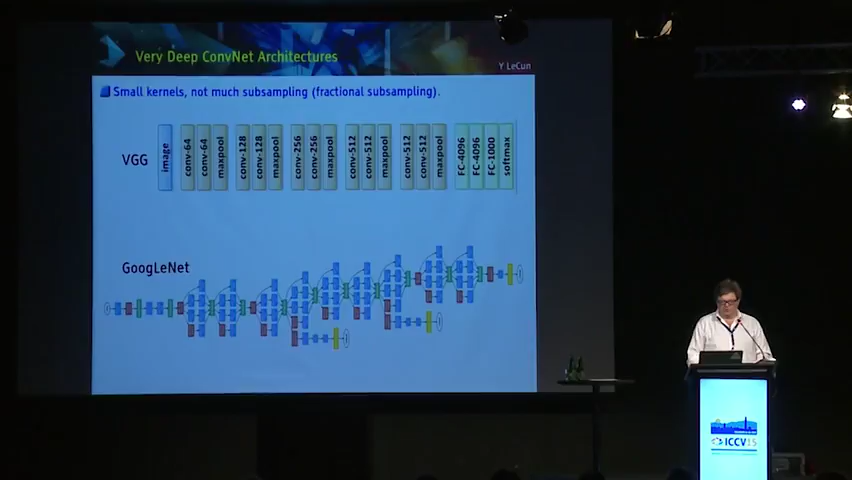 Very Deep ConvNet Architectures
Y LeCun
Small kernels, not much subsampling (fractional subsampling).
VGG
image
conv-64
conv-64
maxpool
conv-128
conv-128
maxpool
conv-256
conv-256
maxpool
conv-512
conv-512
maxpool
conv-512
conv-512
maxpool
FC-4096
FC-4096
FC-1000
softmax
GoogLeNet
ICCV15